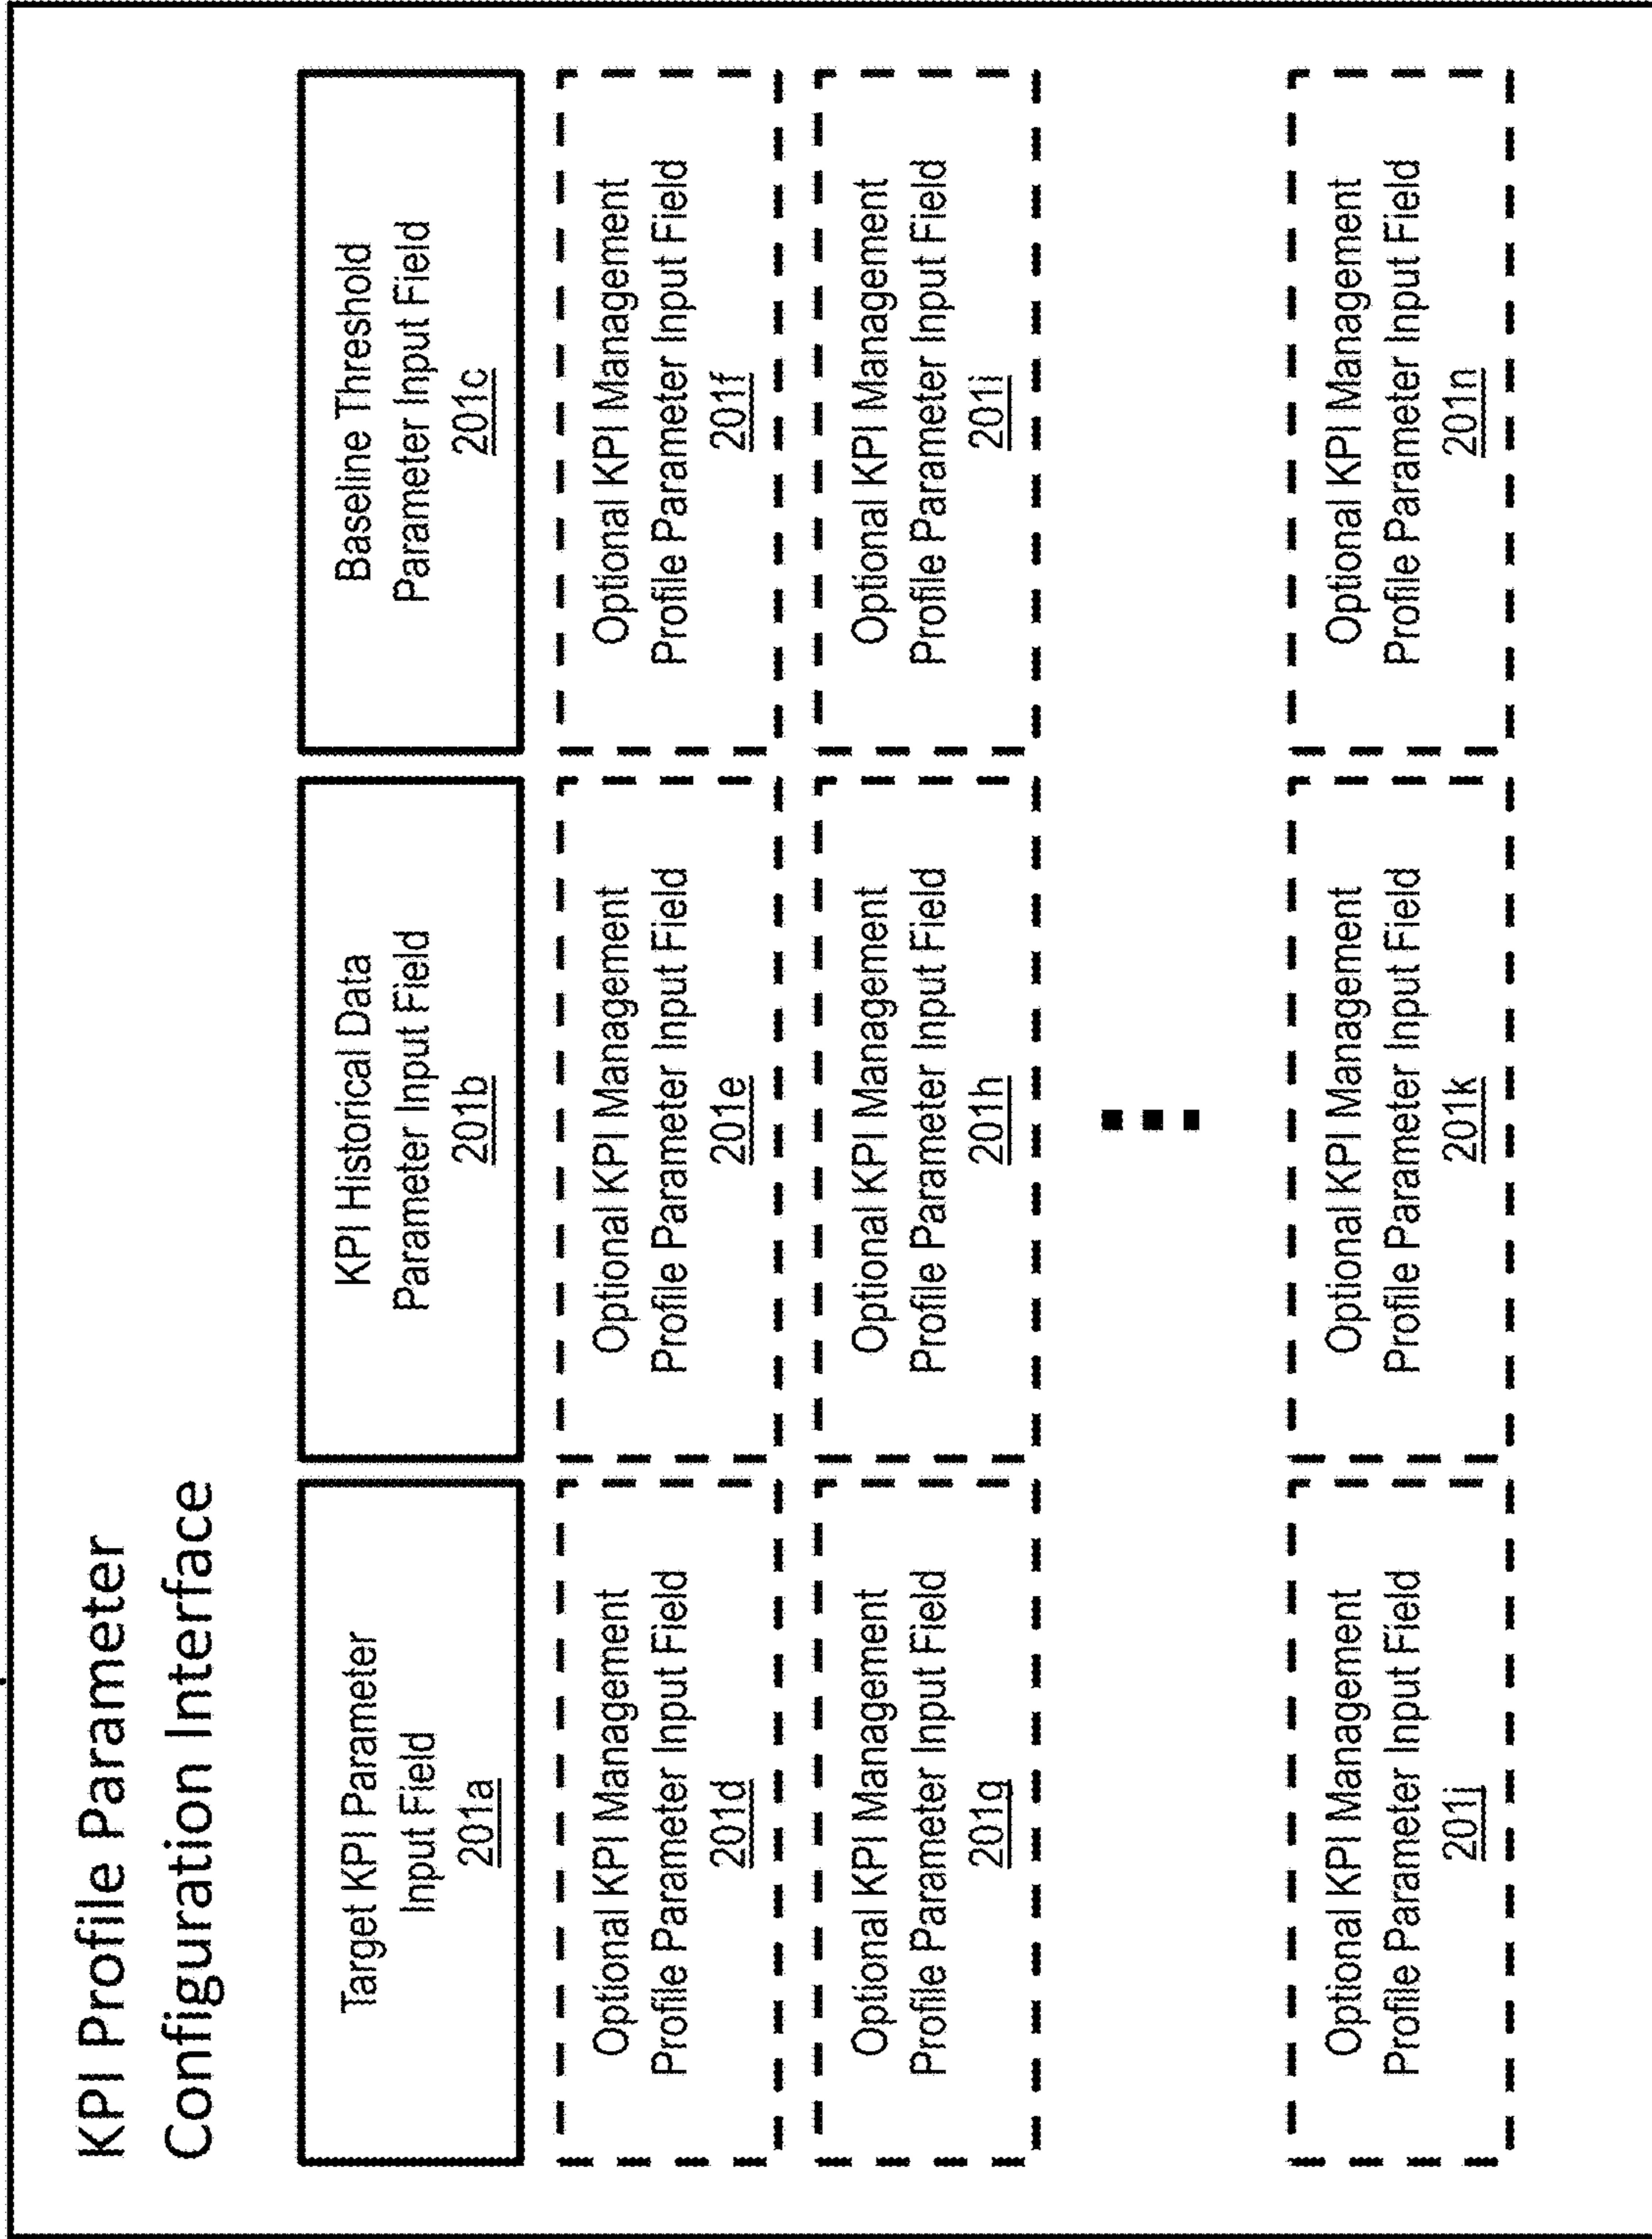 KPI Profile Parameter
Configuration Interface
Target KPI Parameter
Input Field
201a
KPI Historical Data
Parameter Input Field
201b
Baseline Threshold
Parameter Input Field
201c
Optional KPI Management
Profile Parameter Input Field
201d
Optional KPI Management
Profile Parameter Input Field
201e
Optional KPI Management
Profile Parameter Input Field
201f
Optional KPI Management
Profile Parameter Input Field
201g
Optional KPI Management
Profile Parameter Input Field
201h
Optional KPI Management
Profile Parameter Input Field
201i
Optional KPI Management
Profile Parameter Input Field
201j
Optional KPI Management
Profile Parameter Input Field
201k
Optional KPI Management
Profile Parameter Input Field
201n